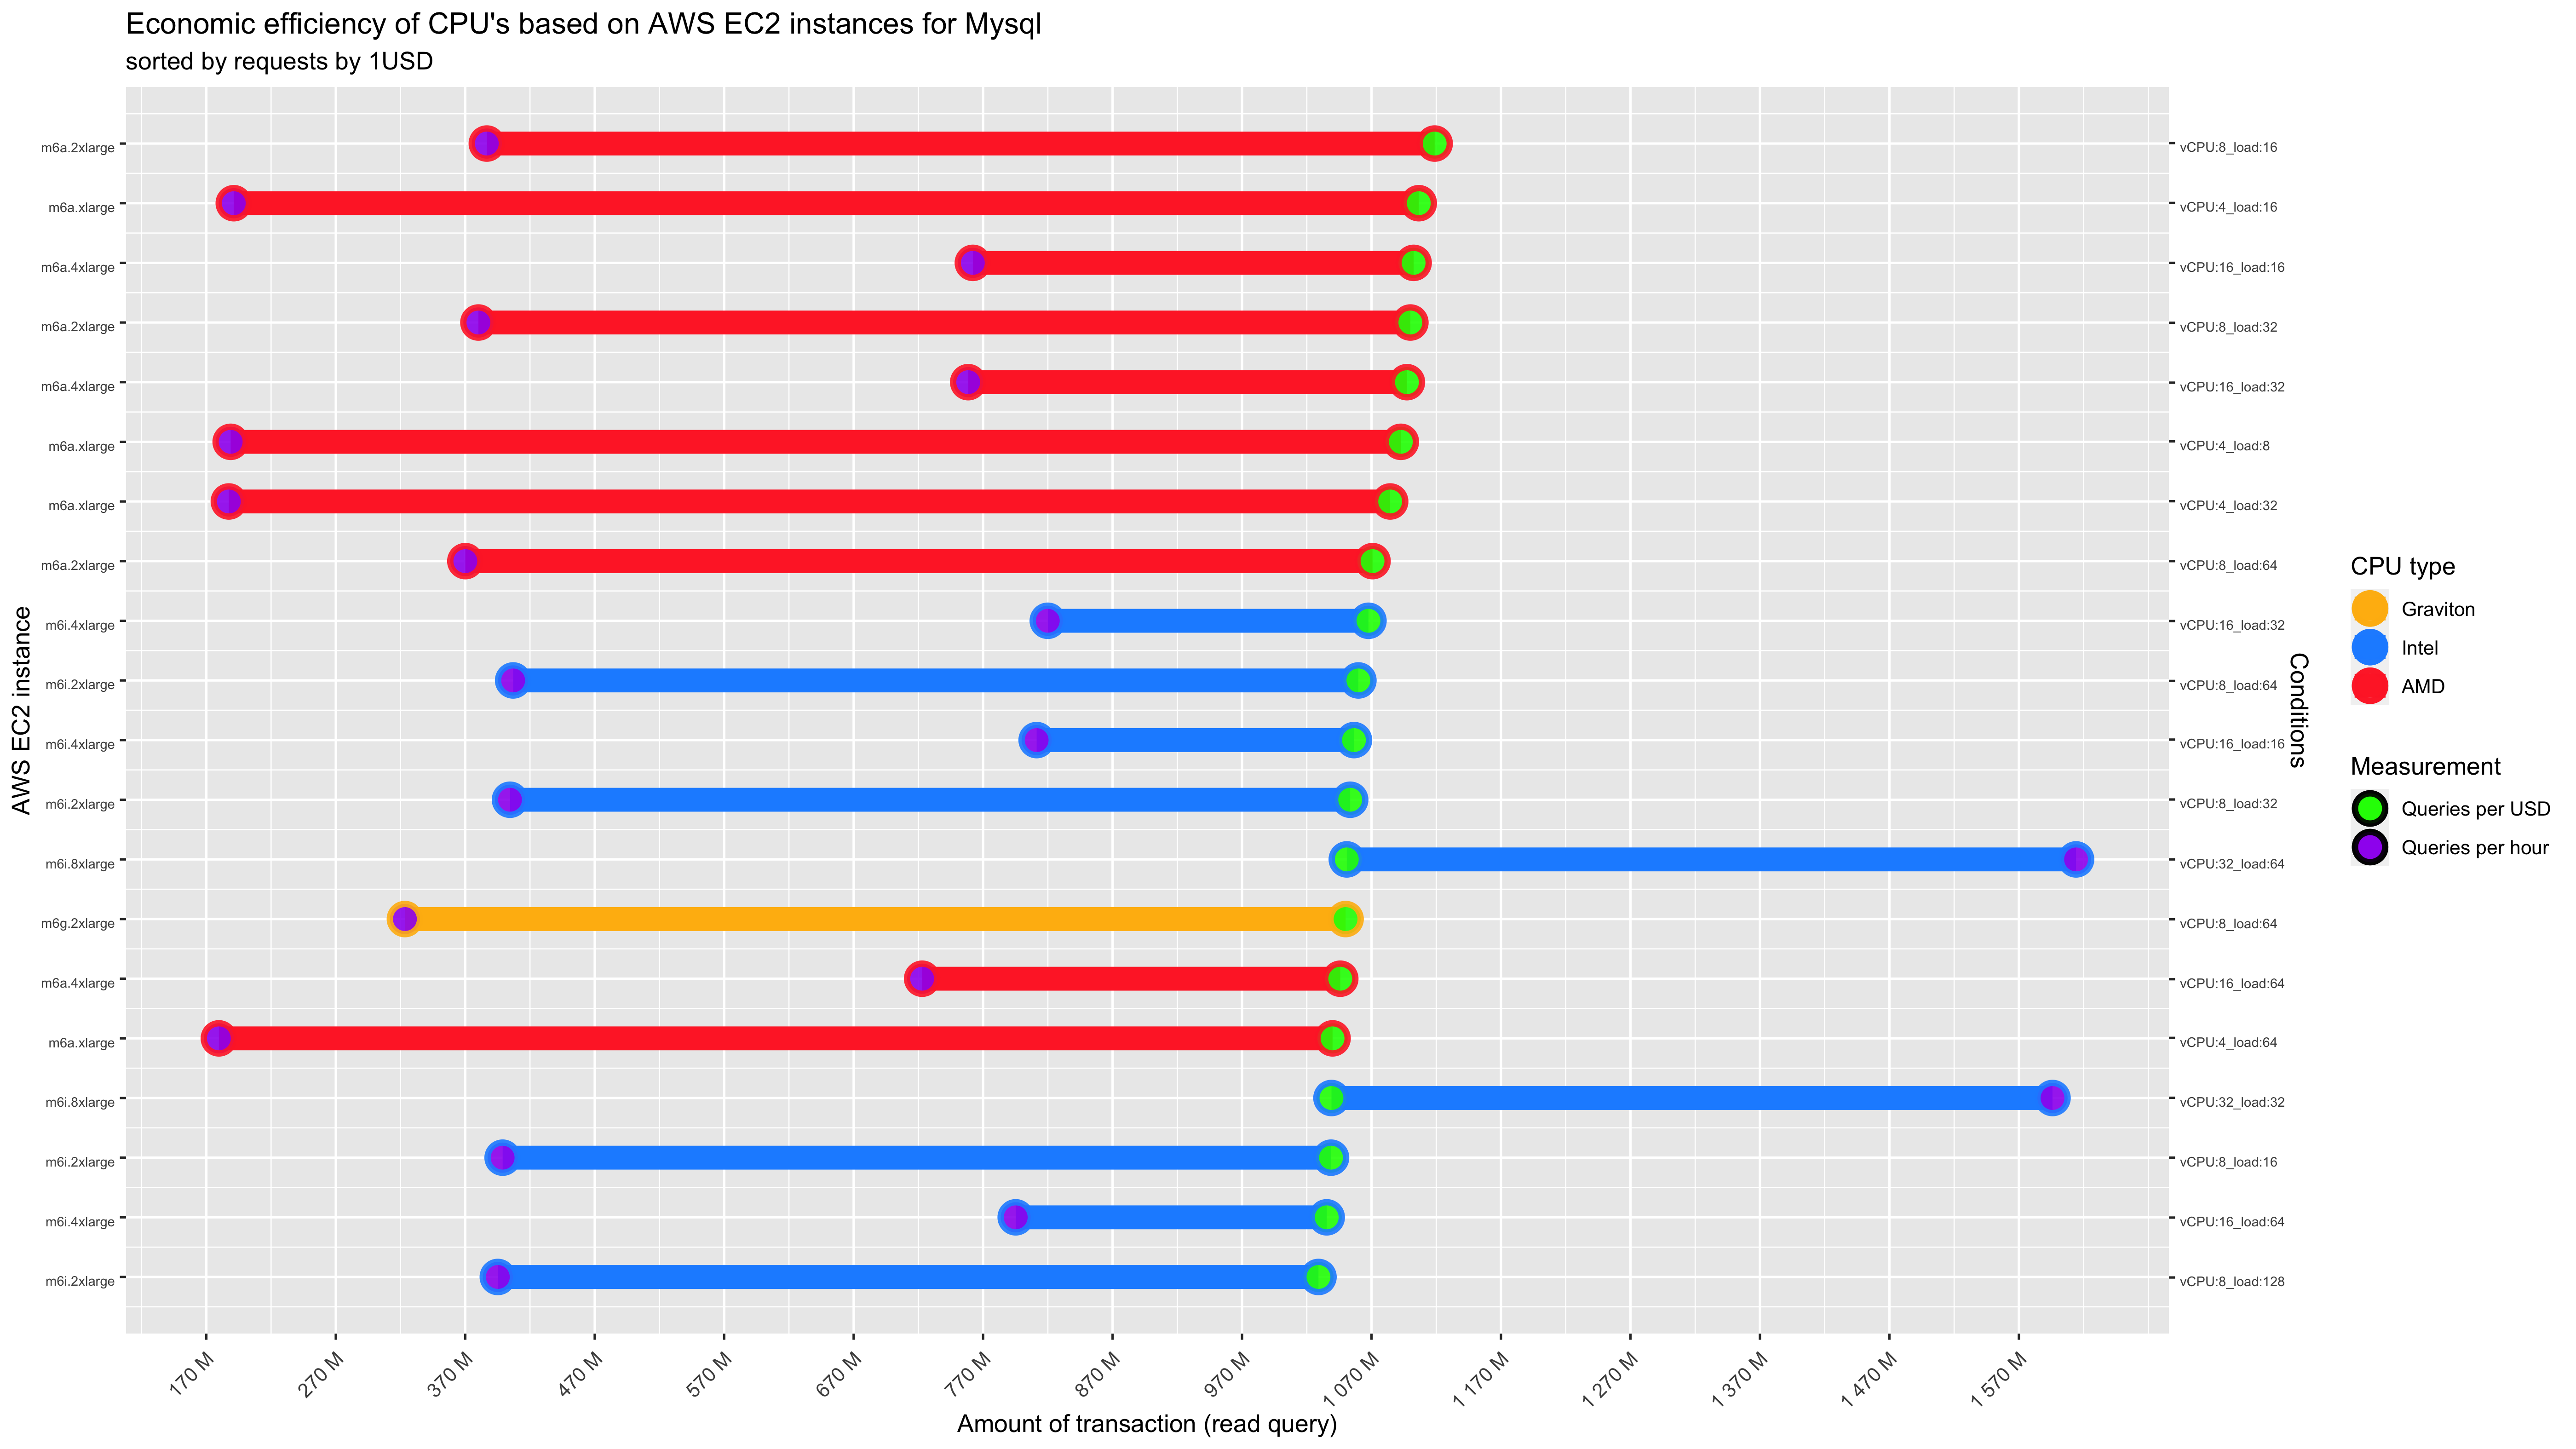 Economic efficiency of CPU's based on AWS EC2 instances for Mysql
sorted by requests by 1USD
AWS EC2 instance
m6a.2xlarge vCPU:8_load:16
m6a.xlarge vCPU:4_load:16
m6a.4xlarge vCPU:16_load:16
m6a.2xlarge vCPU:8_load:32
m6a.4xlarge vCPU:16_load:32
m6a.xlarge vCPU:4_load:8
m6a.xlarge vCPU:4_load:32
m6a.2xlarge vCPU:8_load:64
m6i.4xlarge vCPU:16_load:32
m6i.2xlarge vCPU:8_load:64
m6i.4xlarge vCPU:16_load:16
m6i.2xlarge vCPU:8_load:32
m6i.8xlarge vCPU:32_load:64
m6g.2xlarge vCPU:8_load:64
m6a.4xlarge vCPU:16_load:64
m6a.xlarge vCPU:4_load:64
m6i.8xlarge vCPU:32_load:32
m6i.2xlarge vCPU:8_load:16
m6i.4xlarge vCPU:16_load:64
m6i.2xlarge vCPU:8_load:128
Conditions
170 M 270 M 370 M 470 M 570 M 670 M 770 M 870 M 970 M 1 070 M 1 170 M 1 270 M 1 370 M 1 470 M 1 570 M
Amount of transaction (read query)
CPU type
Graviton
Intel
AMD
Measurement
Queries per USD
Queries per hour